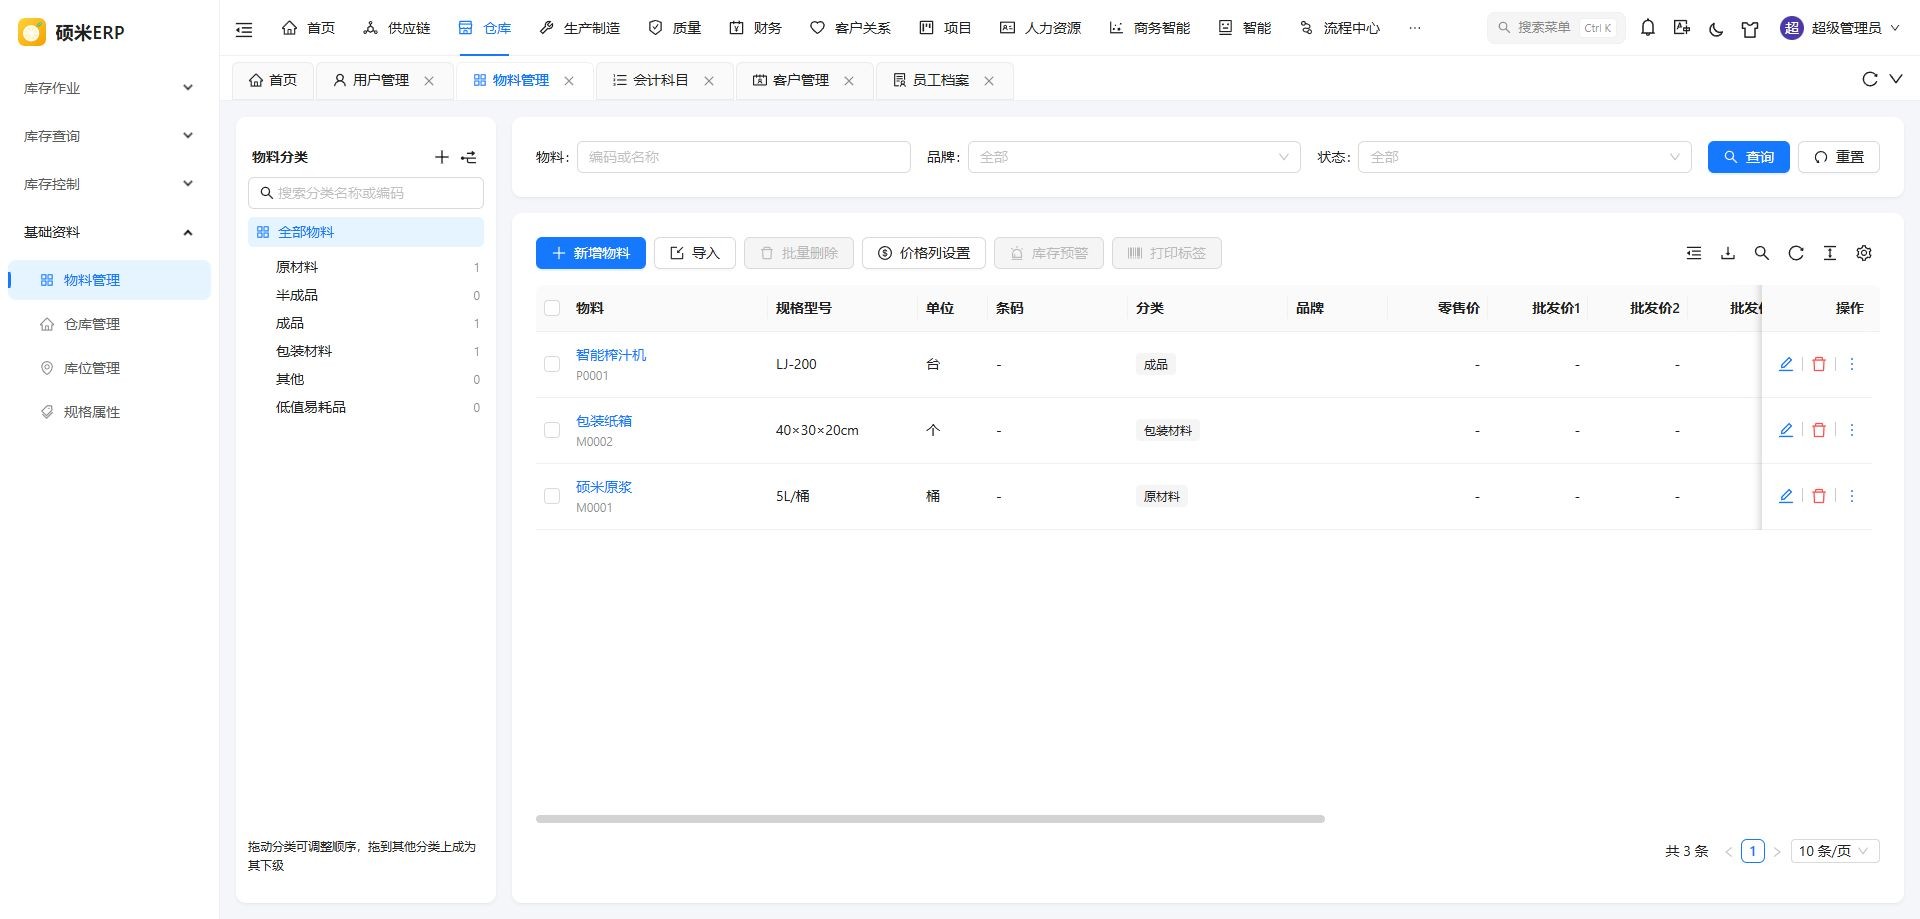 硕米ERP
首页 供应链 仓库 生产制造 质量 财务 客户关系 项目 人力资源 商务智能 智能 流程中心 ··· 搜索菜单 Ctrl K 超 超级管理员
首页 用户管理 物料管理 会计科目 客户管理 员工档案
库存作业
库存查询
库存控制
基础资料
物料管理
仓库管理
库位管理
规格属性
物料分类
搜索分类名称或编码
全部物料
原材料 1
半成品 0
成品 1
包装材料 1
其他 0
低值易耗品 0
拖动分类可调整顺序，拖到其他分类上成为
其下级
物料： 编码或名称 品牌： 全部 状态： 全部 查询 重置
新增物料 导入 批量删除 价格列设置 库存预警 打印标签
物料 规格型号 单位 条码 分类 品牌 零售价 批发价1 批发价2 批发 操作
智能榨汁机 LJ-200 台 - 成品 - - -
P0001
包装纸箱 40×30×20cm 个 - 包装材料 - - -
M0002
硕米原浆 5L/桶 桶 - 原材料 - - -
M0001
共 3 条 < 1 > 10 条/页